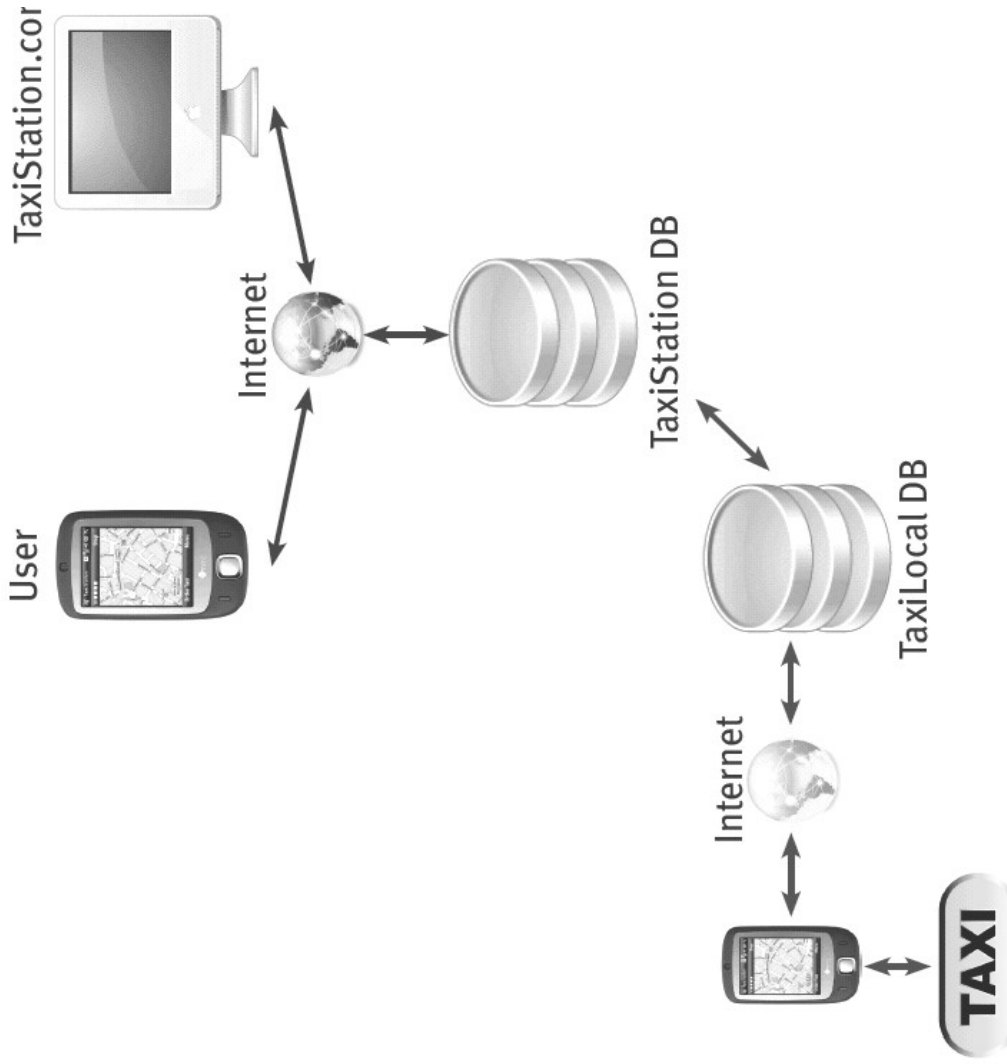 User
TaxiStation.cor
Internet
TaxiStation DB
TaxiLocal DB
Internet
TAXI